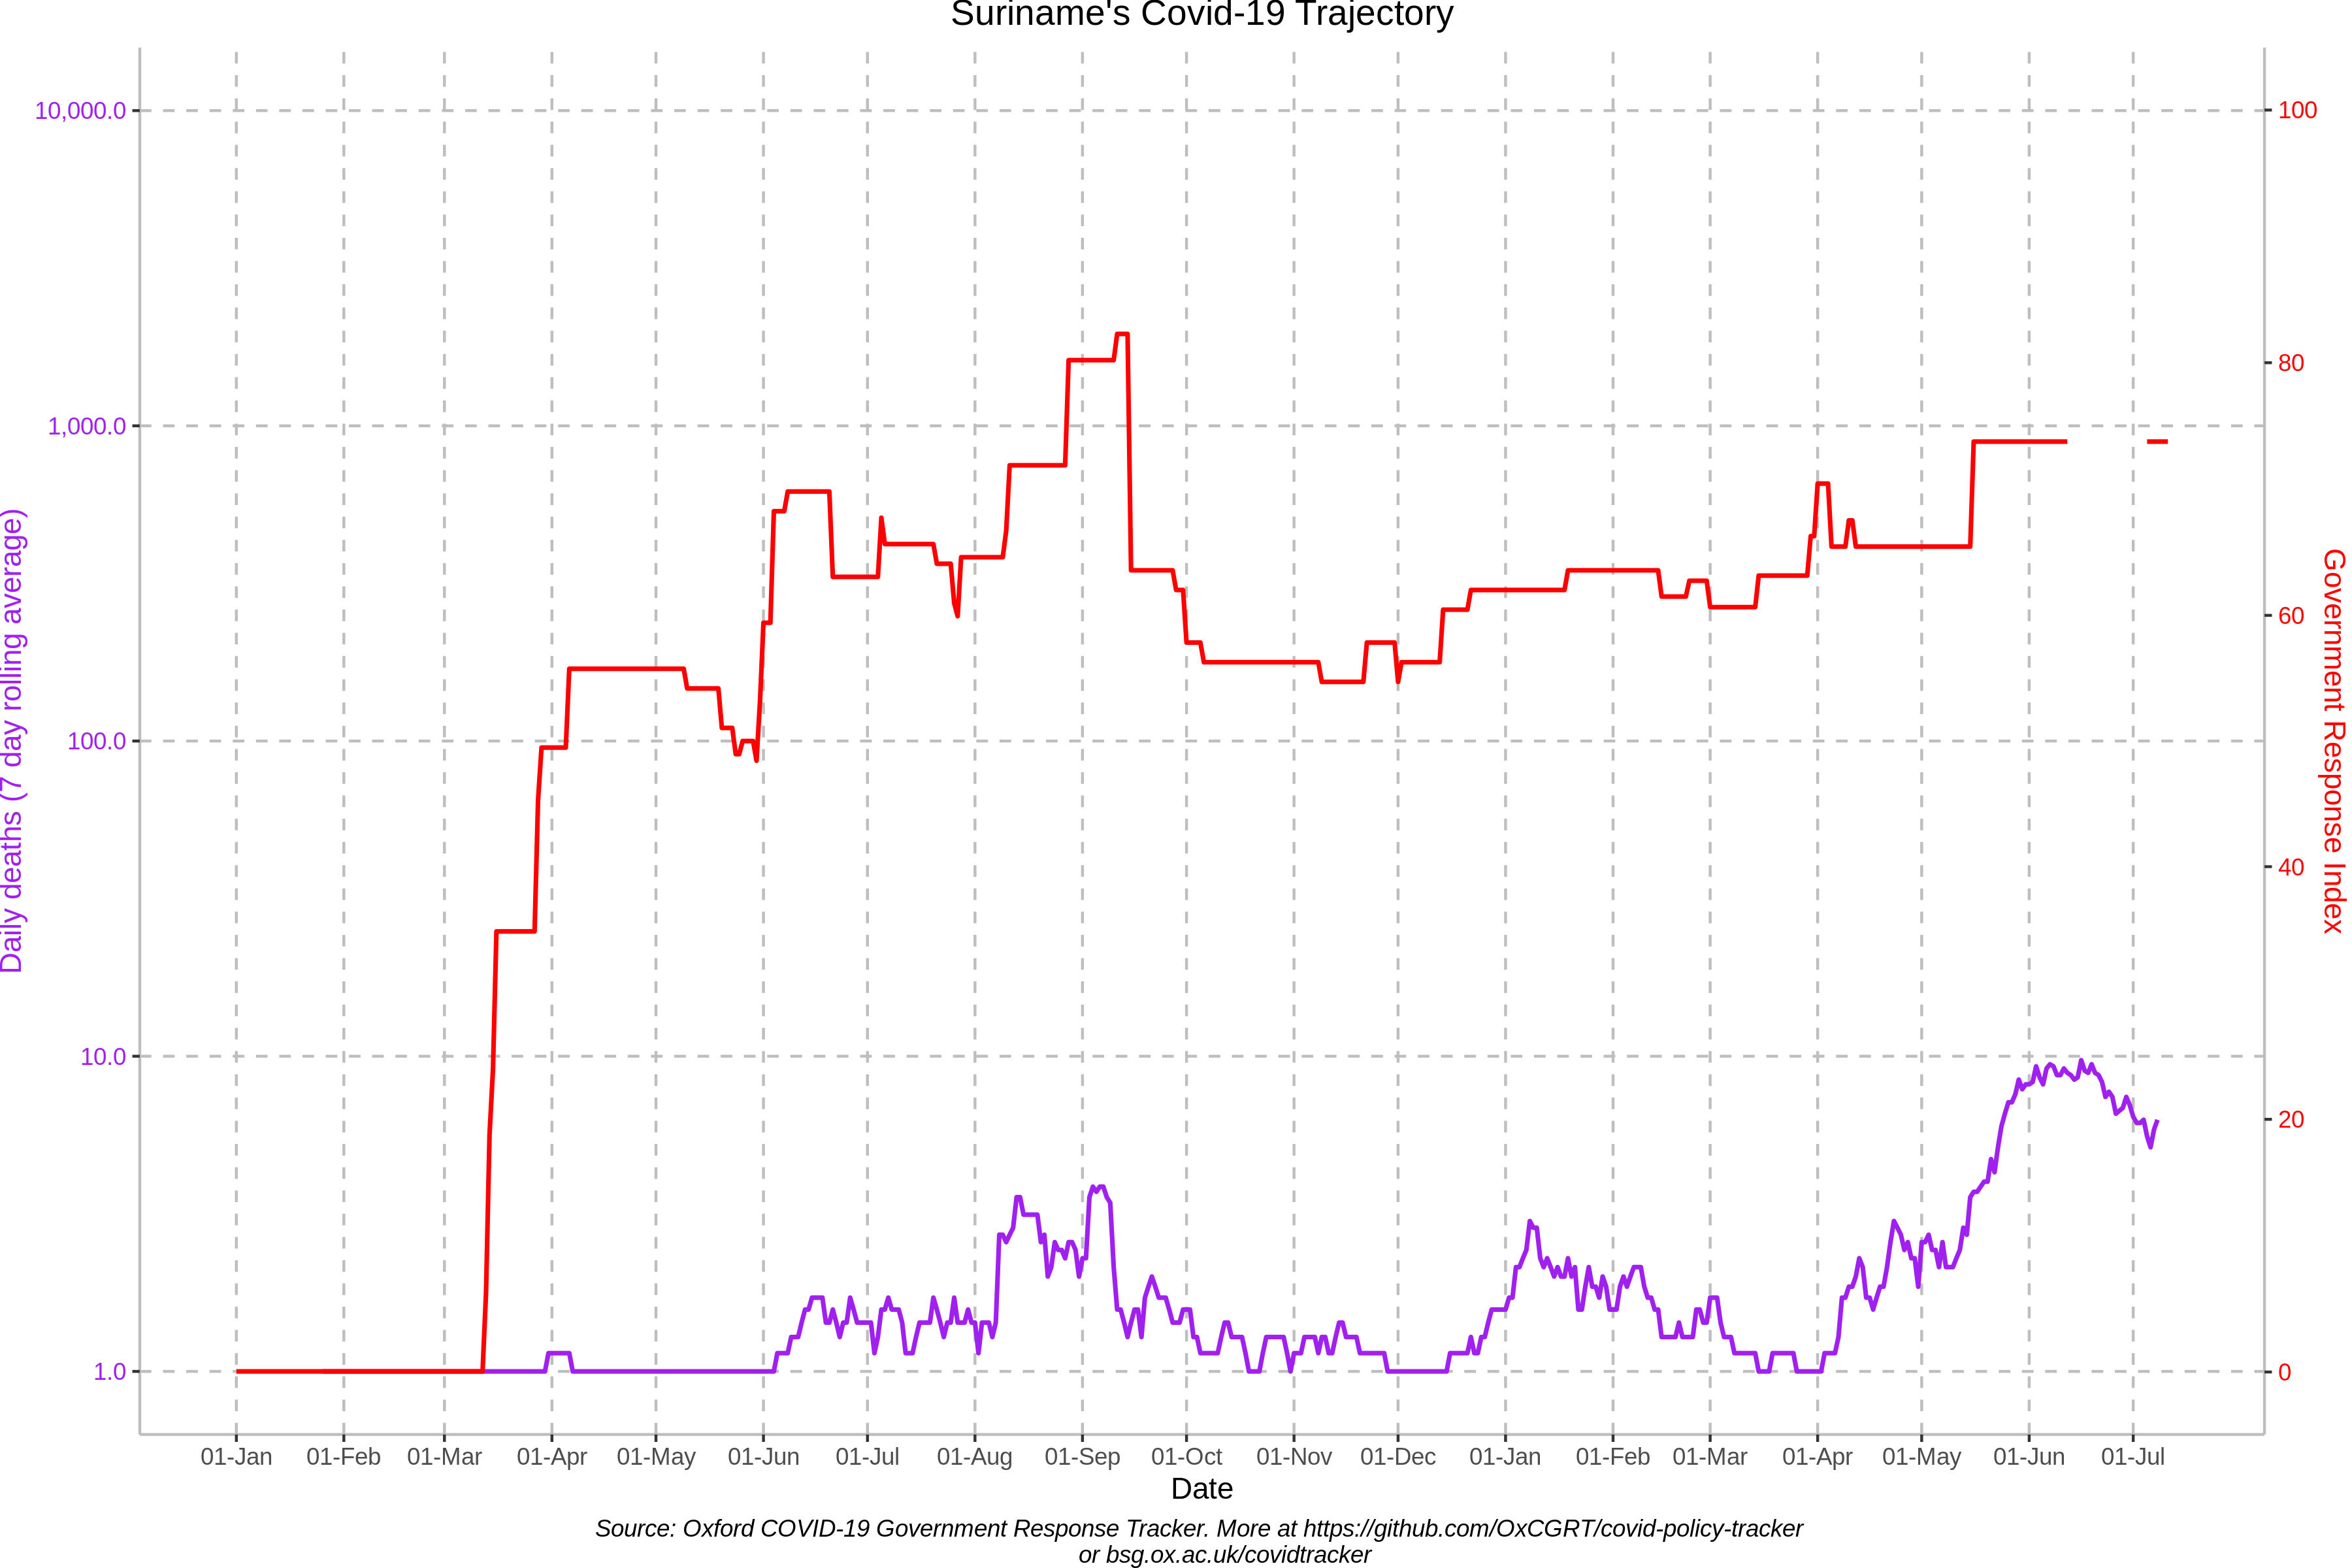 Suriname's Covid-19 Trajectory
10,000.0
1,000.0
100.0
10.0
1.0
Daily deaths (7 day rolling average)
100
80
60
40
20
0
Government Response Index
01-Jan 01-Feb 01-Mar 01-Apr 01-May 01-Jun 01-Jul 01-Aug 01-Sep 01-Oct 01-Nov 01-Dec 01-Jan 01-Feb 01-Mar 01-Apr 01-May 01-Jun 01-Jul
Date
Source: Oxford COVID-19 Government Response Tracker. More at https://github.com/OxCGRT/covid-policy-tracker
or bsg.ox.ac.uk/covidtracker